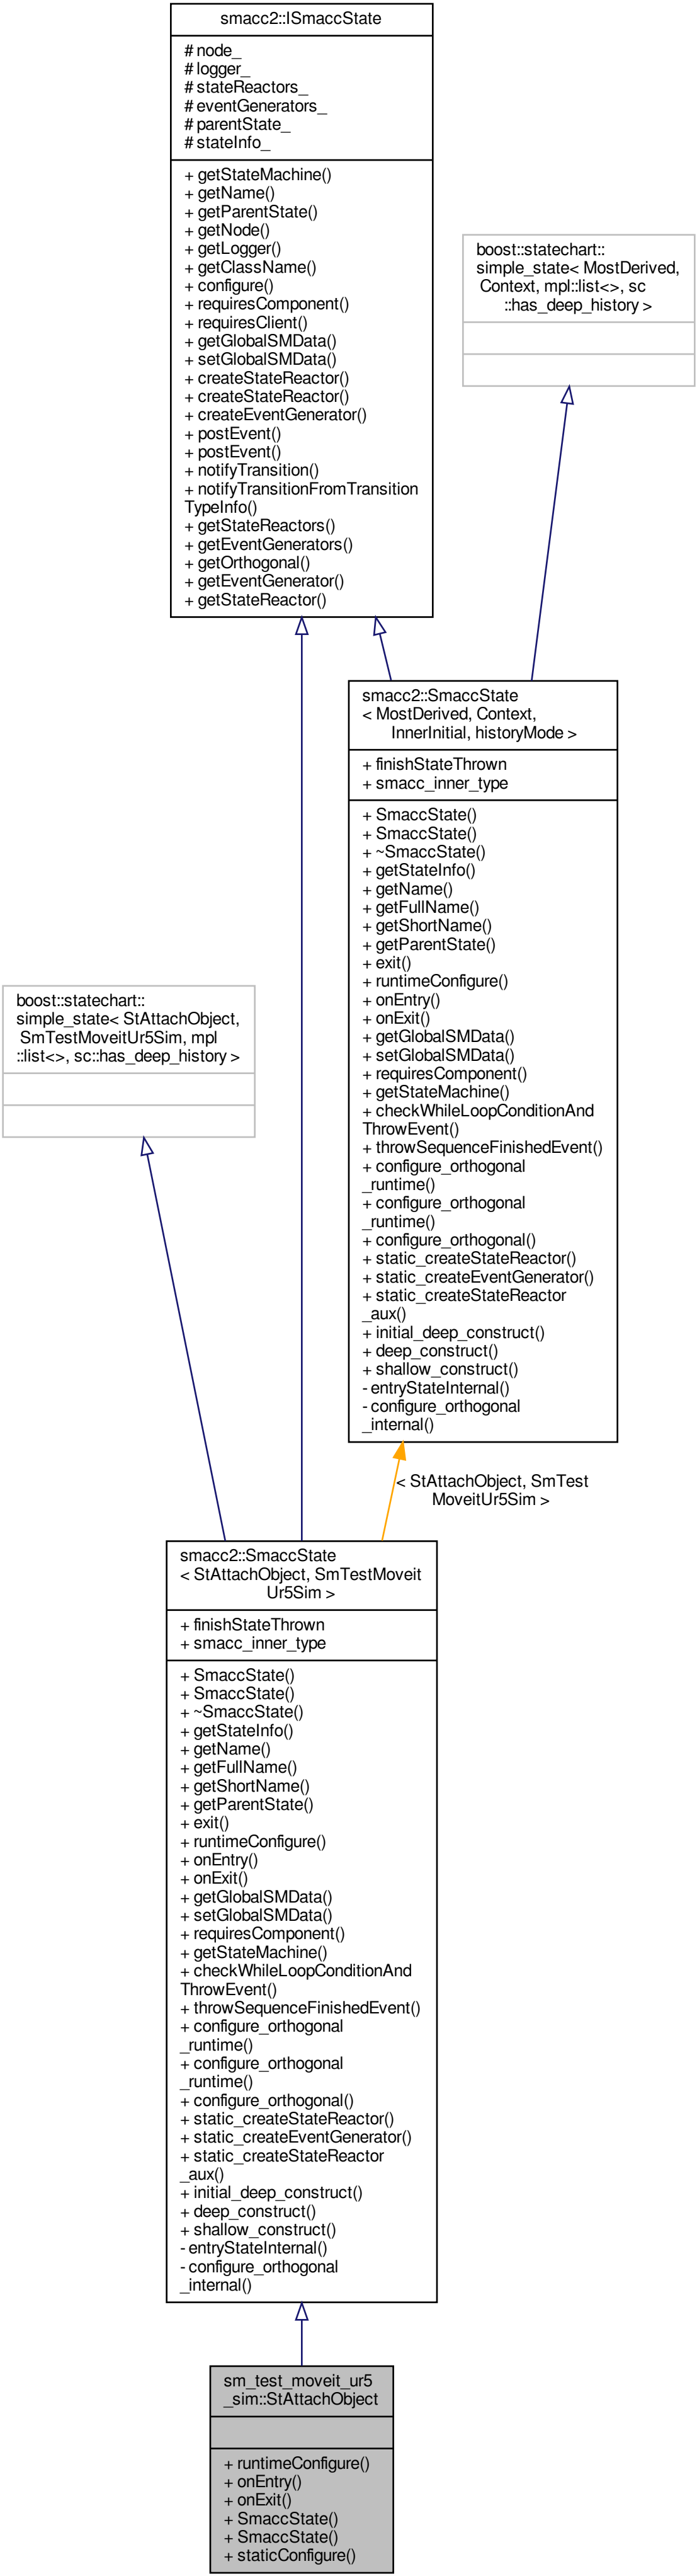 smacc2::ISmaccState
# node_
# logger_
# stateReactors_
# eventGenerators_
# parentState_
# stateInfo_
+ getStateMachine()
+ getName()
+ getParentState()
+ getNode()
+ getLogger()
+ getClassName()
+ configure()
+ requiresComponent()
+ requiresClient()
+ getGlobalSMData()
+ setGlobalSMData()
+ createStateReactor()
+ createStateReactor()
+ createEventGenerator()
+ postEvent()
+ postEvent()
+ notifyTransition()
+ notifyTransitionFromTransition
TypeInfo()
+ getStateReactors()
+ getEventGenerators()
+ getOrthogonal()
+ getEventGenerator()
+ getStateReactor()
boost::statechart::
simple_state< MostDerived,
Context, mpl::list<>, sc
::has_deep_history >
smacc2::SmaccState
< MostDerived, Context,
InnerInitial, historyMode >
+ finishStateThrown
+ smacc_inner_type
+ SmaccState()
+ SmaccState()
+ ~SmaccState()
+ getStateInfo()
+ getName()
+ getFullName()
+ getShortName()
+ getParentState()
+ exit()
+ runtimeConfigure()
+ onEntry()
+ onExit()
+ getGlobalSMData()
+ setGlobalSMData()
+ requiresComponent()
+ getStateMachine()
+ checkWhileLoopConditionAnd
ThrowEvent()
+ throwSequenceFinishedEvent()
+ configure_orthogonal
_runtime()
+ configure_orthogonal
_runtime()
+ configure_orthogonal()
+ static_createStateReactor()
+ static_createEventGenerator()
+ static_createStateReactor
_aux()
+ initial_deep_construct()
+ deep_construct()
+ shallow_construct()
- entryStateInternal()
- configure_orthogonal
_internal()
boost::statechart::
simple_state< StAttachObject,
SmTestMoveitUr5Sim, mpl
::list<>, sc::has_deep_history >
< StAttachObject, SmTest
MoveitUr5Sim >
smacc2::SmaccState
< StAttachObject, SmTestMoveit
Ur5Sim >
+ finishStateThrown
+ smacc_inner_type
+ SmaccState()
+ SmaccState()
+ ~SmaccState()
+ getStateInfo()
+ getName()
+ getFullName()
+ getShortName()
+ getParentState()
+ exit()
+ runtimeConfigure()
+ onEntry()
+ onExit()
+ getGlobalSMData()
+ setGlobalSMData()
+ requiresComponent()
+ getStateMachine()
+ checkWhileLoopConditionAnd
ThrowEvent()
+ throwSequenceFinishedEvent()
+ configure_orthogonal
_runtime()
+ configure_orthogonal
_runtime()
+ configure_orthogonal()
+ static_createStateReactor()
+ static_createEventGenerator()
+ static_createStateReactor
_aux()
+ initial_deep_construct()
+ deep_construct()
+ shallow_construct()
- entryStateInternal()
- configure_orthogonal
_internal()
sm_test_moveit_ur5
_sim::StAttachObject
+ runtimeConfigure()
+ onEntry()
+ onExit()
+ SmaccState()
+ SmaccState()
+ staticConfigure()